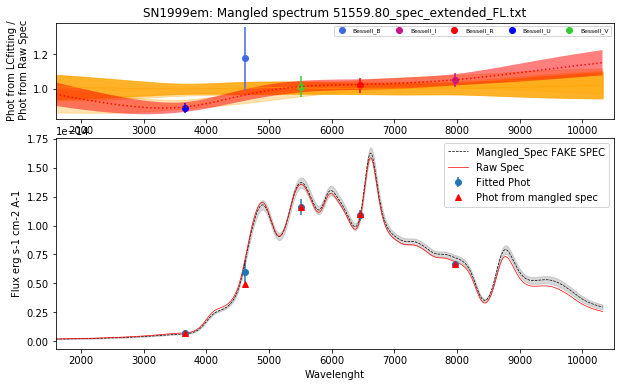 SN1999em: Mangled spectrum 51559.80_spec_extended_FL.txt
Phot from LCfitting /
Phot from Raw Spec
1.2
1.0
Bessell_B
Bessell_I
Bessell_R
Bessell_U
Bessell_V
2000 3000 4000 5000 6000 7000 8000 9000 10000
1e−14
Flux erg s-1 cm-2 A-1
1.75
1.50
1.25
1.00
0.75
0.50
0.25
0.00
Mangled_Spec FAKE SPEC
Raw Spec
Fitted Phot
Phot from mangled spec
2000 3000 4000 5000 6000 7000 8000 9000 10000
Wavelenght